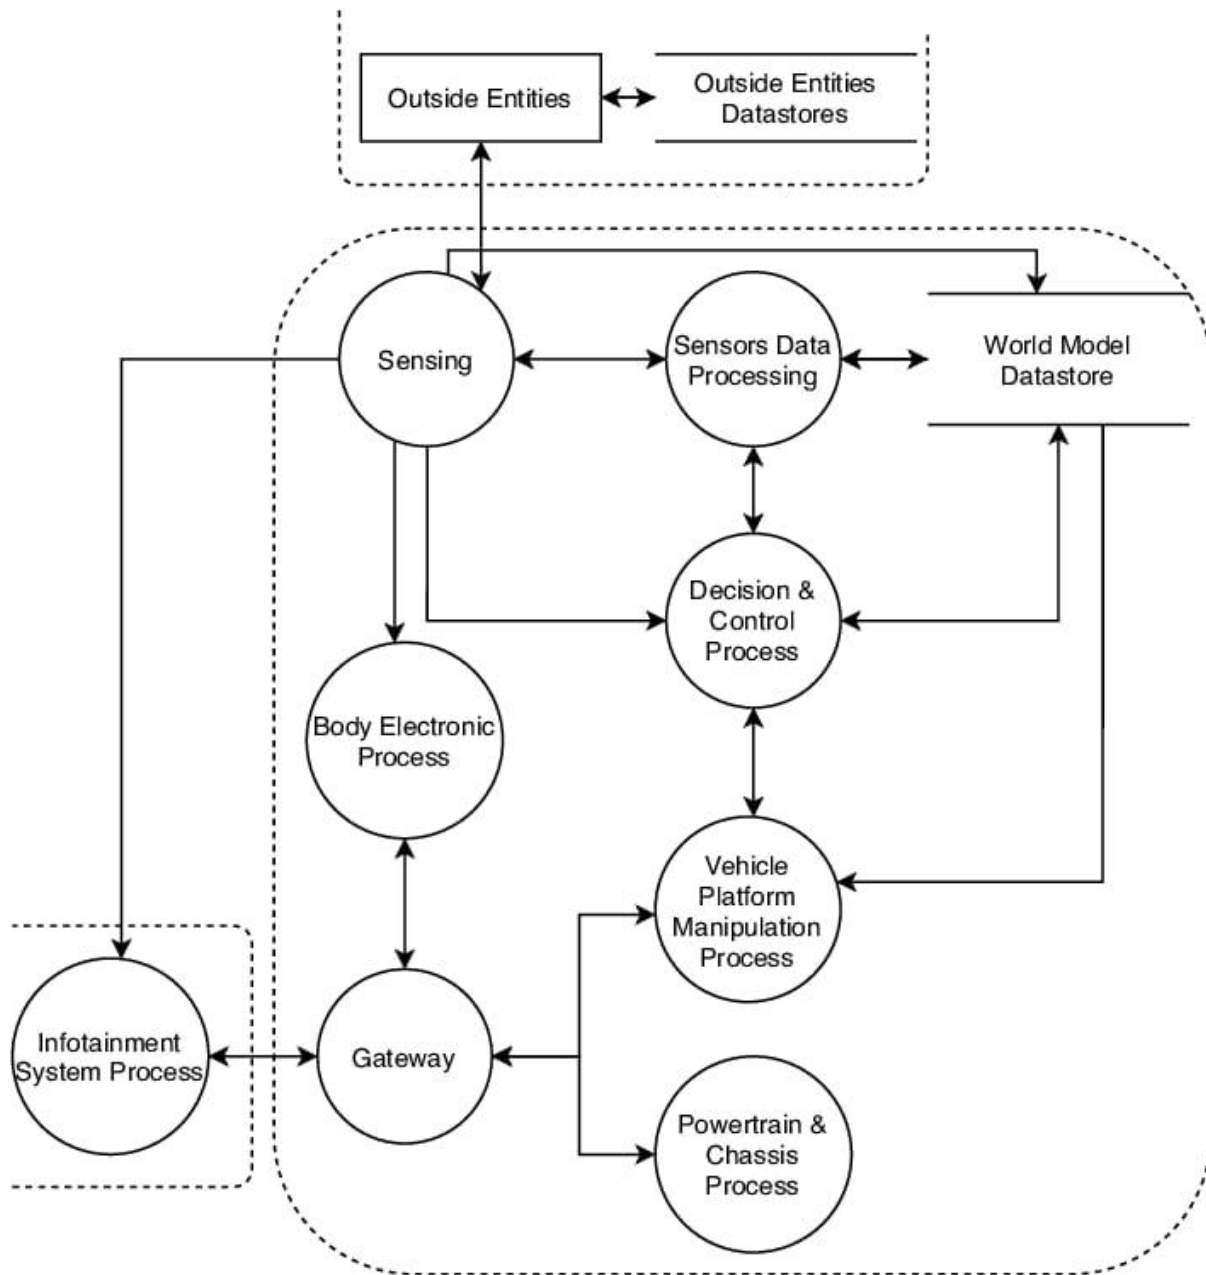 Outside Entities
Outside Entities
Datastores
Sensing
Sensors Data
Processing
World Model
Datastore
Decision &
Control
Process
Body Electronic
Process
Vehicle
Platform
Manipulation
Process
Infotainment
System Process
Gateway
Powertrain &
Chassis
Process